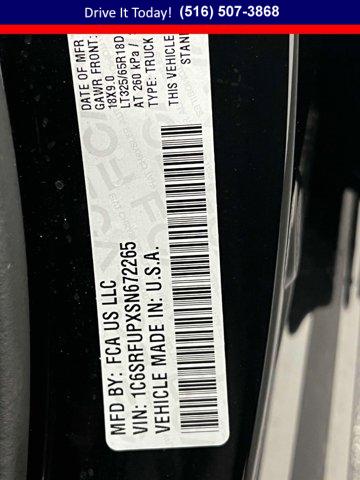 Drive It Today! (516) 507-3868
MFD BY: FCA US LLC
VIN: 1C6SRFUPXSN672265
VEHICLE MADE IN: U.S.A.
DATE OF MFR
GAWR FRONT:
18X9.0
LT325/65R18D
AT 260 kPa /
TYPE: TRUCK
THIS VEHICLE
STAN